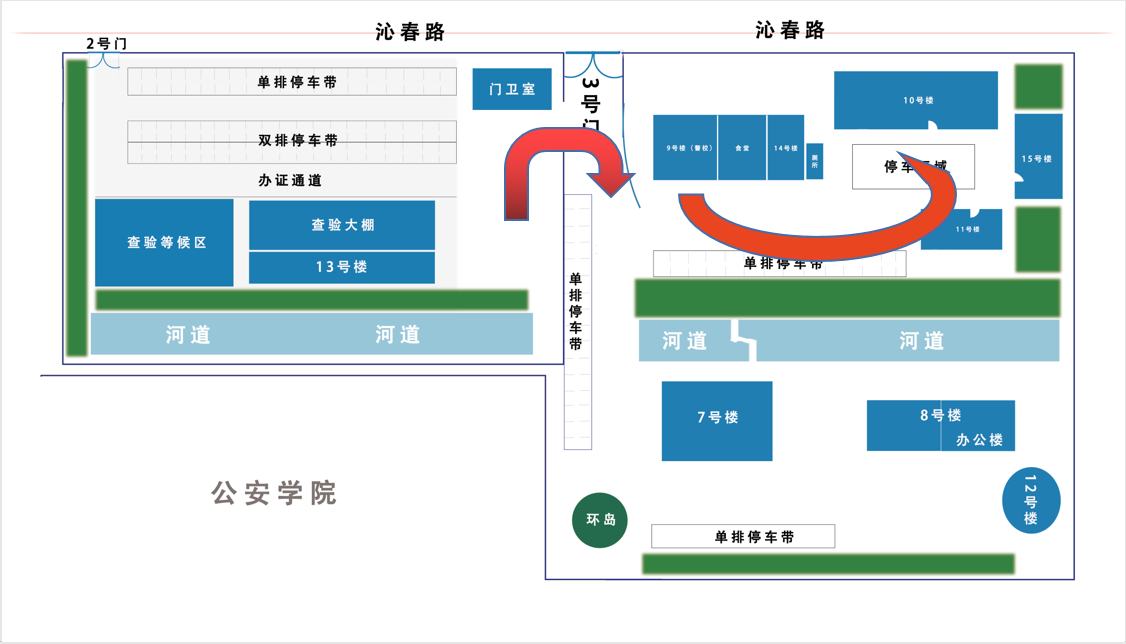 沁春路
沁春路
2号门
单排停车带
门卫室
3号门
10号楼
双排停车带
9号楼（警校）
食堂
14号楼
厕所
15号楼
停车区域
办证通道
查验等候区
查验大棚
13号楼
11号楼
单排停车带
单排停车带
河道
河道
河道
河道
7号楼
8号楼
办公楼
公安学院
12号楼
环岛
单排停车带